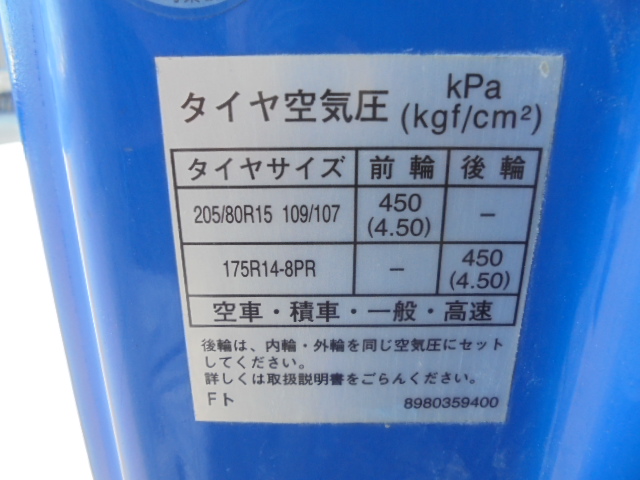 タイヤ空気圧 kPa
(kgf/cm²)
タイヤサイズ 前輪 後輪
205/80R15 109/107 450
(4.50) –
175R14-8PR – 450
(4.50)
空車・積車・一般・高速
後輪は、内輪・外輪を同じ空気圧にセット
してください。
詳しくは取扱説明書をごらんください。
Fト 8980359400